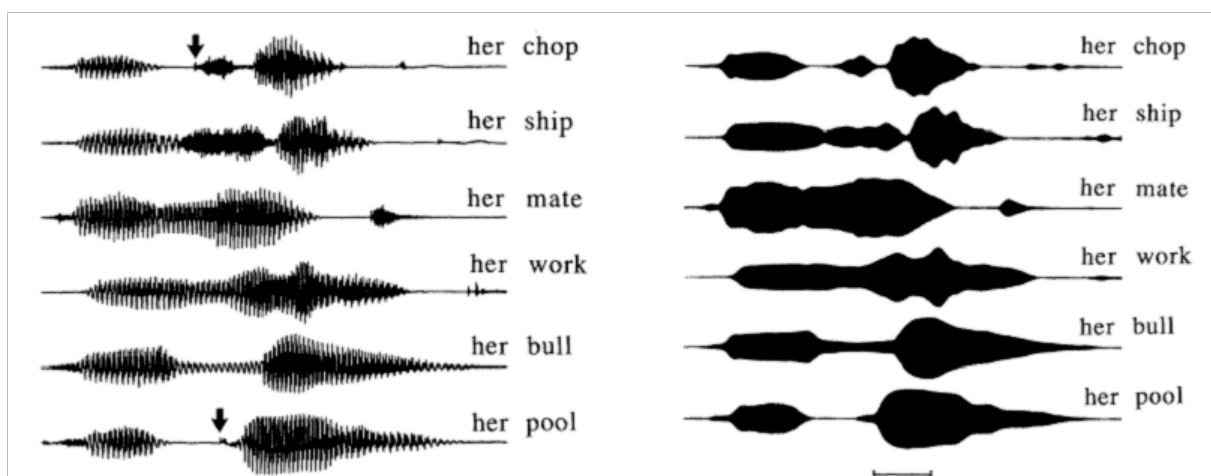 her chop
her ship
her mate
her work
her bull
her pool
her chop
her ship
her mate
her work
her bull
her pool